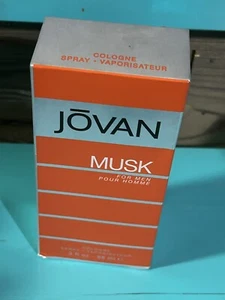 COLOGNE
SPRAY - VAPORISATEUR
JŌVAN
MUSK
FOR MEN
POUR HOMME